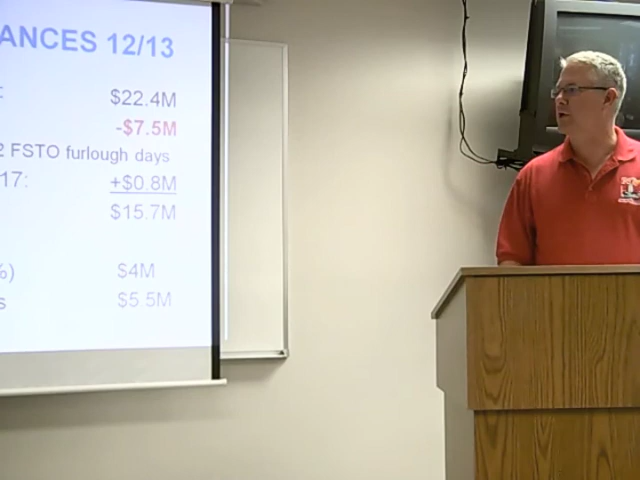 ANCES 12/13
: $22.4M
-$7.5M
2 FSTO furlough days
17: +$0.8M
$15.7M
%) $4M
s $5.5M